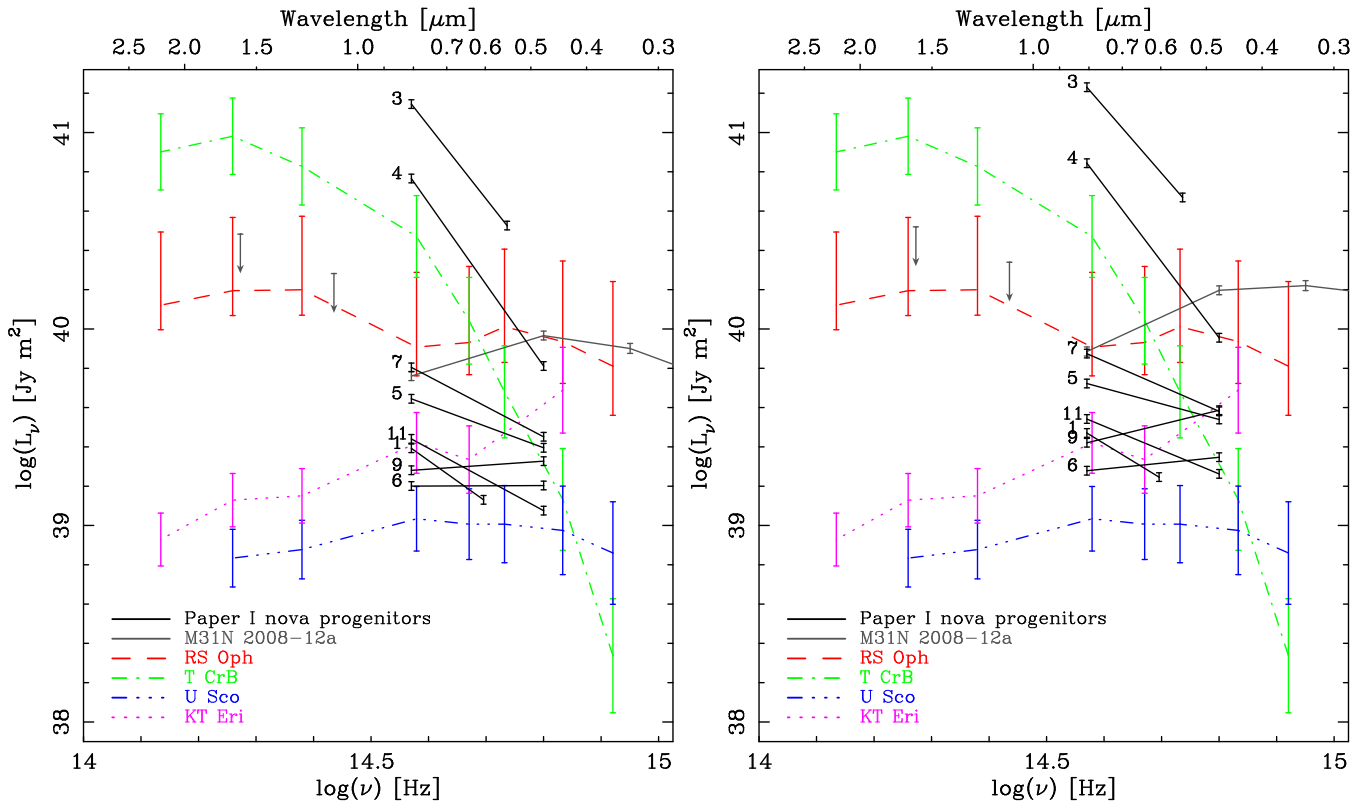 Wavelength [μm]
2.5 2.0 1.5 1.0 0.7 0.6 0.5 0.4 0.3
41
40
39
38
log(Lν) [Jy m²]
3
4
7
5
11
1
9
6
Paper I nova progenitors
M31N 2008−12a
RS Oph
T CrB
U Sco
KT Eri
14 14.5 15
log(ν) [Hz]
Wavelength [μm]
2.5 2.0 1.5 1.0 0.7 0.6 0.5 0.4 0.3
41
40
39
38
log(Lν) [Jy m²]
3
4
7
5
11
1
9
6
Paper I nova progenitors
M31N 2008−12a
RS Oph
T CrB
U Sco
KT Eri
14 14.5 15
log(ν) [Hz]